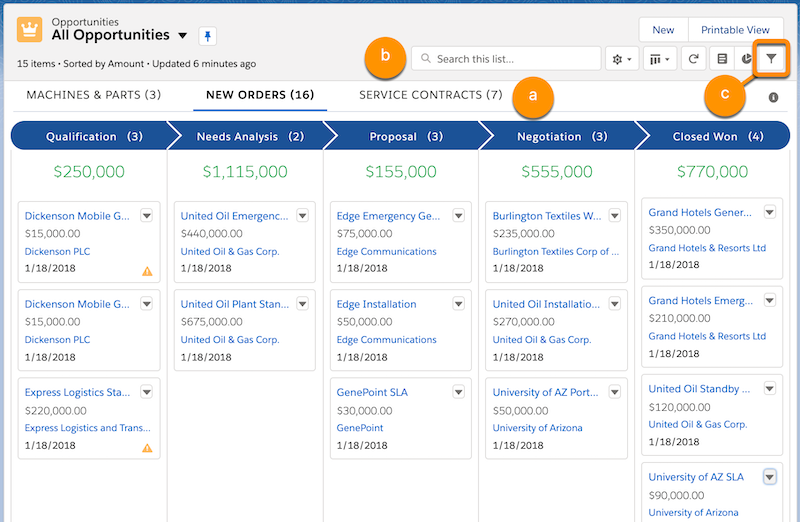 Opportunities
All Opportunities
New
Printable View
15 items • Sorted by Amount • Updated 6 minutes ago
b
Search this list...
c
MACHINES & PARTS (3)
NEW ORDERS (16)
SERVICE CONTRACTS (7)
a
Qualification (3)
Needs Analysis (2)
Proposal (3)
Negotiation (3)
Closed Won (4)
$250,000
$1,115,000
$155,000
$555,000
$770,000
Dickenson Mobile G...
$15,000.00
Dickenson PLC
1/18/2018
Dickenson Mobile G...
$15,000.00
Dickenson PLC
1/18/2018
Express Logistics Sta...
$220,000.00
Express Logistics and Trans...
1/18/2018
United Oil Emergenc...
$440,000.00
United Oil & Gas Corp.
1/18/2018
United Oil Plant Stan...
$675,000.00
United Oil & Gas Corp.
1/18/2018
Edge Emergency Ge...
$75,000.00
Edge Communications
1/18/2018
Edge Installation
$50,000.00
Edge Communications
1/18/2018
GenePoint SLA
$30,000.00
GenePoint
1/18/2018
Burlington Textiles W...
$235,000.00
Burlington Textiles Corp of ...
1/18/2018
United Oil Installatio...
$270,000.00
United Oil & Gas Corp.
1/18/2018
University of AZ Port...
$50,000.00
University of Arizona
1/18/2018
Grand Hotels Gener...
$350,000.00
Grand Hotels & Resorts Ltd
1/18/2018
Grand Hotels Emerg...
$210,000.00
Grand Hotels & Resorts Ltd
1/18/2018
United Oil Standby ...
$120,000.00
United Oil & Gas Corp.
1/18/2018
University of AZ SLA
$90,000.00
University of Arizona